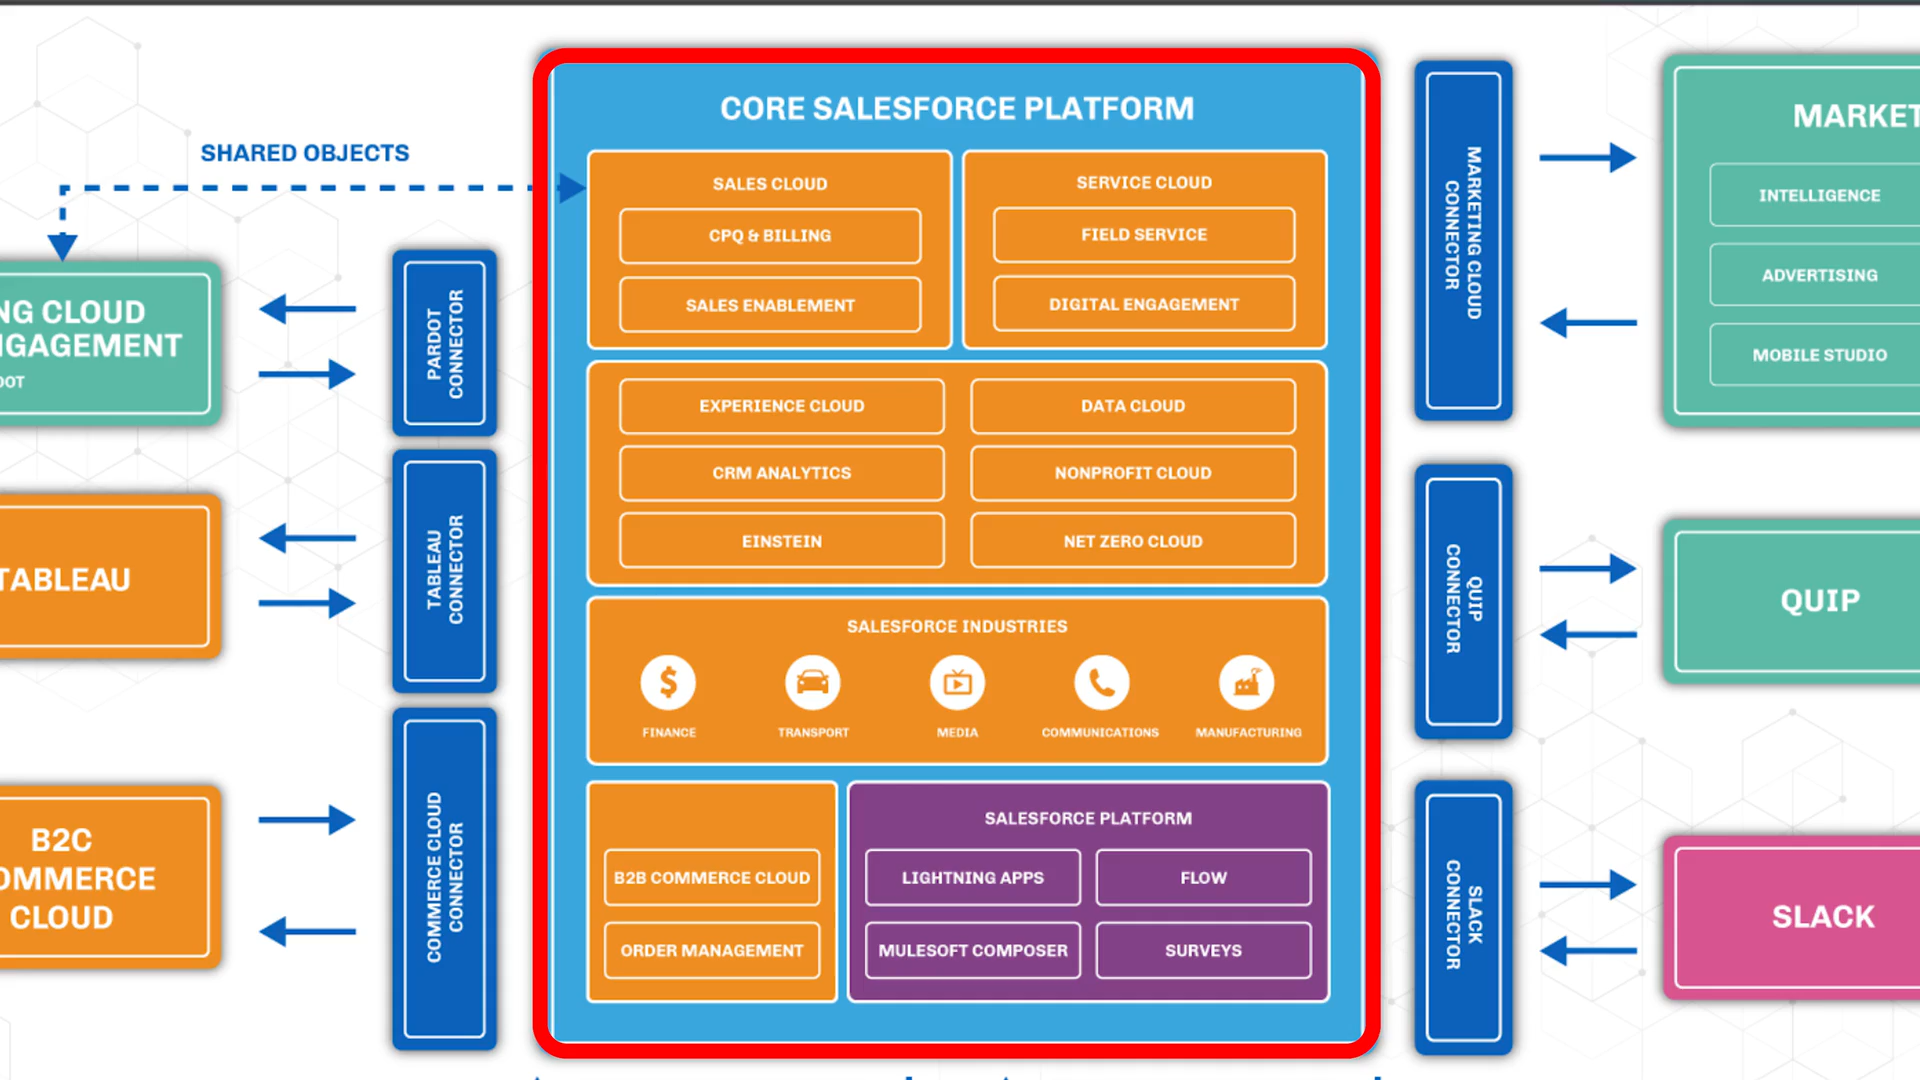 SHARED OBJECTS
NG CLOUD
GAGEMENT
DOT
TABLEAU
B2C
OMMERCE
CLOUD
PARDOT
CONNECTOR
TABLEAU
CONNECTOR
COMMERCE CLOUD
CONNECTOR
CORE SALESFORCE PLATFORM
SALES CLOUD
CPQ & BILLING
SALES ENABLEMENT
SERVICE CLOUD
FIELD SERVICE
DIGITAL ENGAGEMENT
EXPERIENCE CLOUD
DATA CLOUD
CRM ANALYTICS
NONPROFIT CLOUD
EINSTEIN
NET ZERO CLOUD
SALESFORCE INDUSTRIES
$
FINANCE
TRANSPORT
MEDIA
COMMUNICATIONS
MANUFACTURING
B2B COMMERCE CLOUD
ORDER MANAGEMENT
SALESFORCE PLATFORM
LIGHTNING APPS
FLOW
MULESOFT COMPOSER
SURVEYS
MARKETING CLOUD
CONNECTOR
QUIP
CONNECTOR
SLACK
CONNECTOR
MARKET
INTELLIGENCE
ADVERTISING
MOBILE STUDIO
QUIP
SLACK